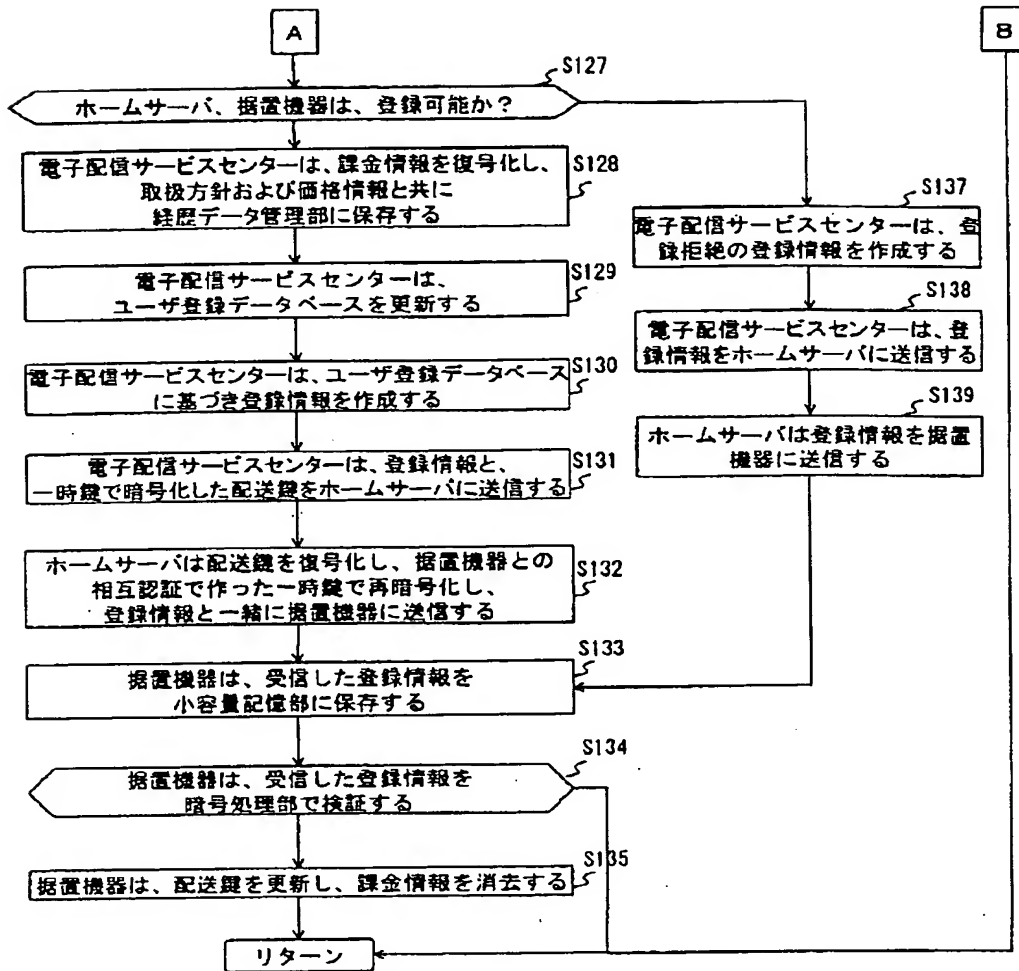 A
B
S127
ホームサーバ、据置機器は、登録可能か？
電子配信サービスセンターは、課金情報を復号化し、
取扱方針および価格情報と共に
経歴データ管理部に保存する
S128
電子配信サービスセンターは、
ユーザ登録データベースを更新する
S129
電子配信サービスセンターは、ユーザ登録データベース
に基づき登録情報を作成する
S130
電子配信サービスセンターは、登録情報と、
一時鍵で暗号化した配送鍵をホームサーバに送信する
S131
ホームサーバは配送鍵を復号化し、据置機器との
相互認証で作った一時鍵で再暗号化し、
登録情報と一緒に据置機器に送信する
S132
S133
据置機器は、受信した登録情報を
小容量記憶部に保存する
S134
据置機器は、受信した登録情報を
暗号処理部で検証する
S135
据置機器は、配送鍵を更新し、課金情報を消去する
リターン
S137
電子配信サービスセンターは、登
録拒絶の登録情報を作成する
S138
電子配信サービスセンターは、登
録情報をホームサーバに送信する
S139
ホームサーバは登録情報を据置
機器に送信する